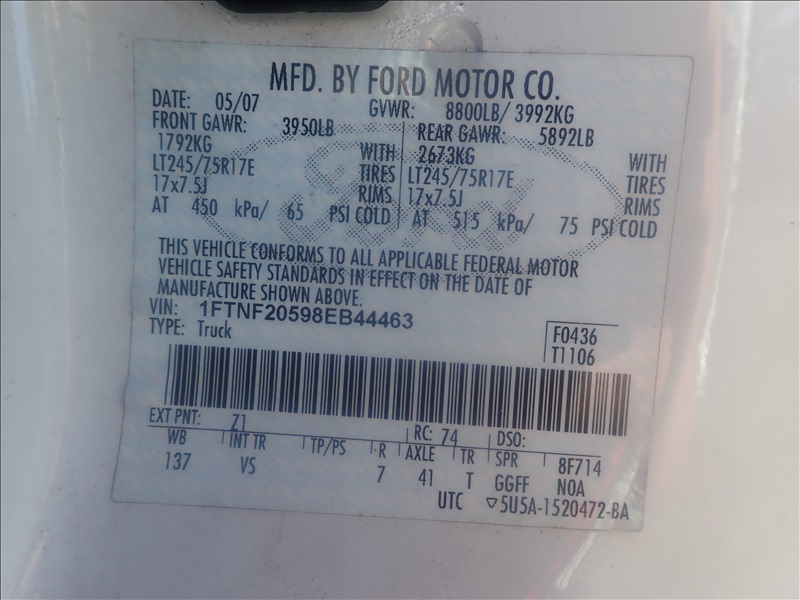 MFD. BY FORD MOTOR CO.
DATE: 05/07 GVWR: 8800LB/ 3992KG
FRONT GAWR: 3950LB REAR GAWR: 5892LB
1792KG WITH 2673KG WITH
LT245/75R17E TIRES LT245/75R17E TIRES
17x7.5J RIMS 17x7.5J RIMS
AT 450 kPa/ 65 PSI COLD AT 515 kPa/ 75 PSI COLD
THIS VEHICLE CONFORMS TO ALL APPLICABLE FEDERAL MOTOR
VEHICLE SAFETY STANDARDS IN EFFECT ON THE DATE OF
MANUFACTURE SHOWN ABOVE.
VIN: 1FTNF20598EB44463
TYPE: Truck F0436
T1106
EXT PNT: Z1 RC: 74 DSO:
WB INT TR TP/PS R AXLE TR SPR 8F714
137 VS 7 41 T GGFF NOA
UTC ▽5U5A-1520472-BA